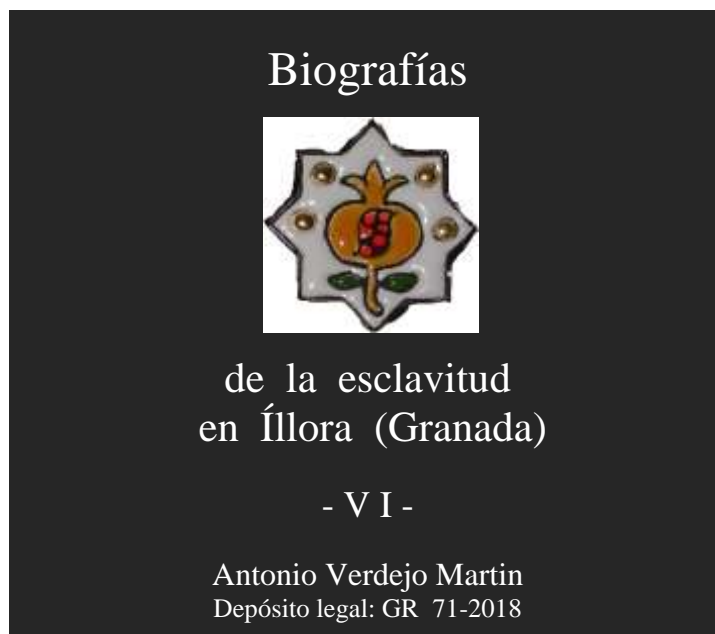 Biografías
de la esclavitud
en Íllora (Granada)
- V I -
Antonio Verdejo Martin
Depósito legal: GR 71-2018